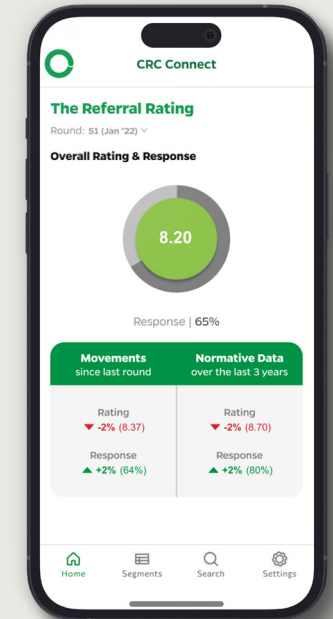 CRC Connect
The Referral Rating
Round: 51 (Jan '22)
Overall Rating & Response
8.20
Response | 65%
Movements
since last round
Normative Data
over the last 3 years
Rating
▼ -2% (8.37)
Response
▲ +2% (64%)
Rating
▼ -2% (8.70)
Response
▲ +2% (80%)
Home
Segments
Search
Settings